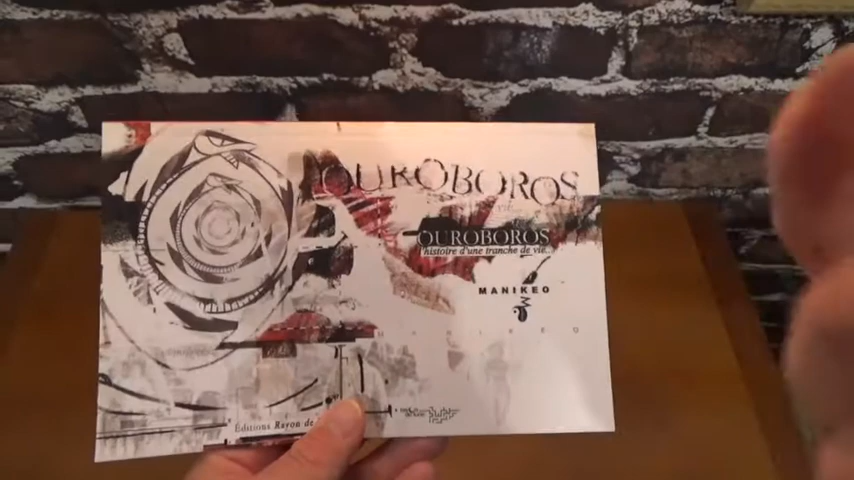 OUROBOROS
OUROBOROS
l'histoire d'une tranche de vie...
MANIKEO
Éditions Rayon de